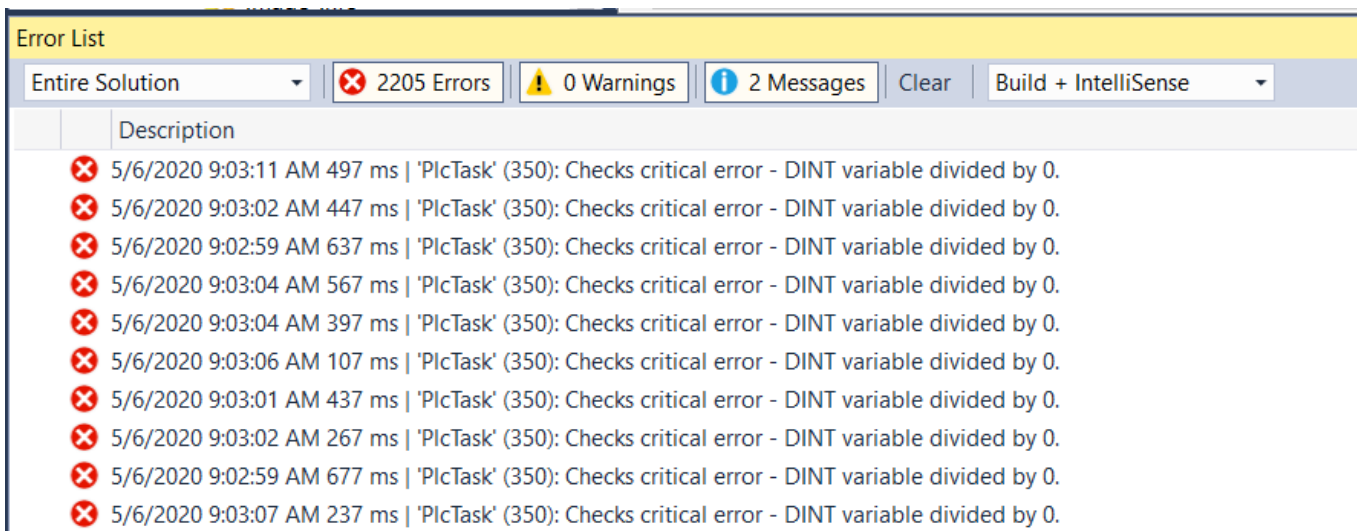 Error List
Entire Solution 2205 Errors 0 Warnings 2 Messages Clear Build + IntelliSense
Description
5/6/2020 9:03:11 AM 497 ms | 'PlcTask' (350): Checks critical error - DINT variable divided by 0.
5/6/2020 9:03:02 AM 447 ms | 'PlcTask' (350): Checks critical error - DINT variable divided by 0.
5/6/2020 9:02:59 AM 637 ms | 'PlcTask' (350): Checks critical error - DINT variable divided by 0.
5/6/2020 9:03:04 AM 567 ms | 'PlcTask' (350): Checks critical error - DINT variable divided by 0.
5/6/2020 9:03:04 AM 397 ms | 'PlcTask' (350): Checks critical error - DINT variable divided by 0.
5/6/2020 9:03:06 AM 107 ms | 'PlcTask' (350): Checks critical error - DINT variable divided by 0.
5/6/2020 9:03:01 AM 437 ms | 'PlcTask' (350): Checks critical error - DINT variable divided by 0.
5/6/2020 9:03:02 AM 267 ms | 'PlcTask' (350): Checks critical error - DINT variable divided by 0.
5/6/2020 9:02:59 AM 677 ms | 'PlcTask' (350): Checks critical error - DINT variable divided by 0.
5/6/2020 9:03:07 AM 237 ms | 'PlcTask' (350): Checks critical error - DINT variable divided by 0.